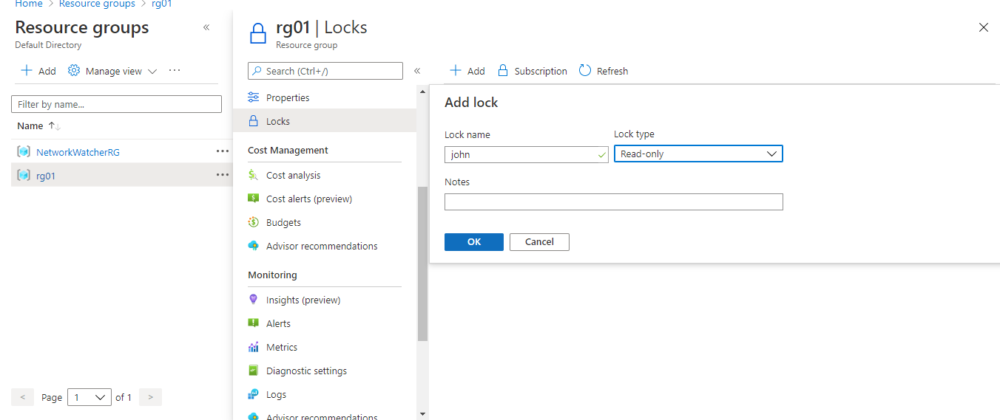 Home > Resource groups > rg01
Resource groups
Default Directory
«
Add
Manage view
...
Filter by name...
Name ↑↓
NetworkWatcherRG ...
rg01 ...
< Page 1 of 1 >
rg01 | Locks
Resource group
Search (Ctrl+/)
«
Properties
Locks
Cost Management
Cost analysis
Cost alerts (preview)
Budgets
Advisor recommendations
Monitoring
Insights (preview)
Alerts
Metrics
Diagnostic settings
Logs
Advisor recommendations
Add
Subscription
Refresh
Add lock
Lock name
Lock type
john
Read-only
Notes
OK
Cancel